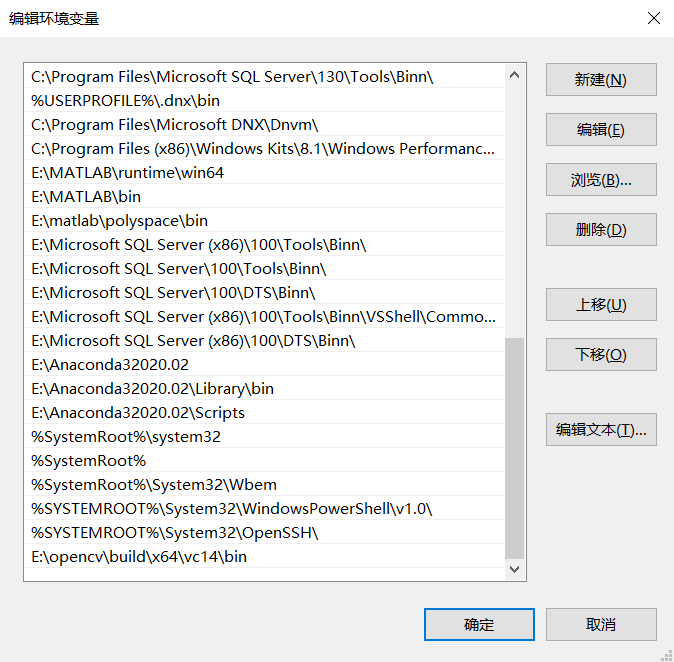 编辑环境变量
C:\Program Files\Microsoft SQL Server\130\Tools\Binn\
%USERPROFILE%\.dnx\bin
C:\Program Files\Microsoft DNX\Dnvm\
C:\Program Files (x86)\Windows Kits\8.1\Windows Performanc...
E:\MATLAB\runtime\win64
E:\MATLAB\bin
E:\matlab\polyspace\bin
E:\Microsoft SQL Server (x86)\100\Tools\Binn\
E:\Microsoft SQL Server\100\Tools\Binn\
E:\Microsoft SQL Server\100\DTS\Binn\
E:\Microsoft SQL Server (x86)\100\Tools\Binn\VSShell\Commo...
E:\Microsoft SQL Server (x86)\100\DTS\Binn\
E:\Anaconda32020.02
E:\Anaconda32020.02\Library\bin
E:\Anaconda32020.02\Scripts
%SystemRoot%\system32
%SystemRoot%
%SystemRoot%\System32\Wbem
%SYSTEMROOT%\System32\WindowsPowerShell\v1.0\
%SYSTEMROOT%\System32\OpenSSH\
E:\opencv\build\x64\vc14\bin
新建(N)
编辑(E)
浏览(B)...
删除(D)
上移(U)
下移(O)
编辑文本(T)...
确定
取消